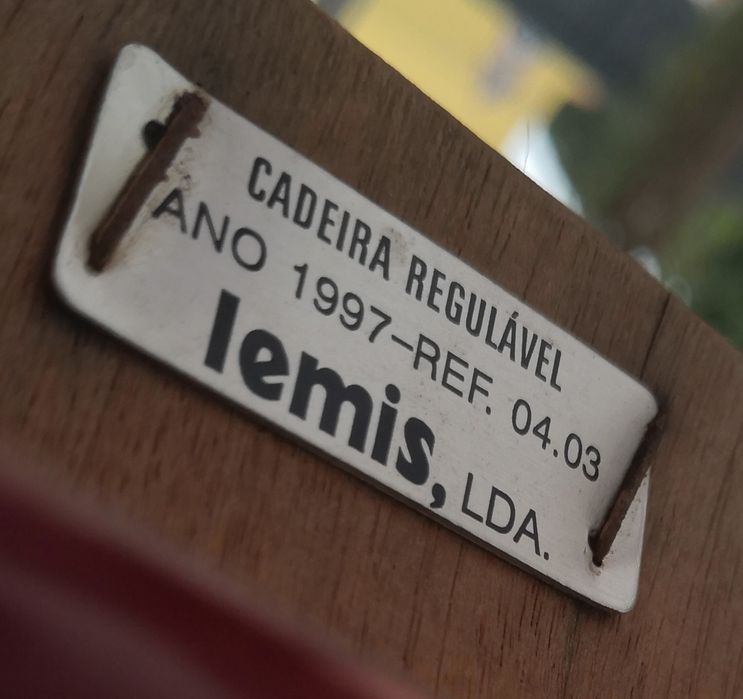 CADEIRA REGULÁVEL
ANO 1997-REF. 04.03
lemis, LDA.